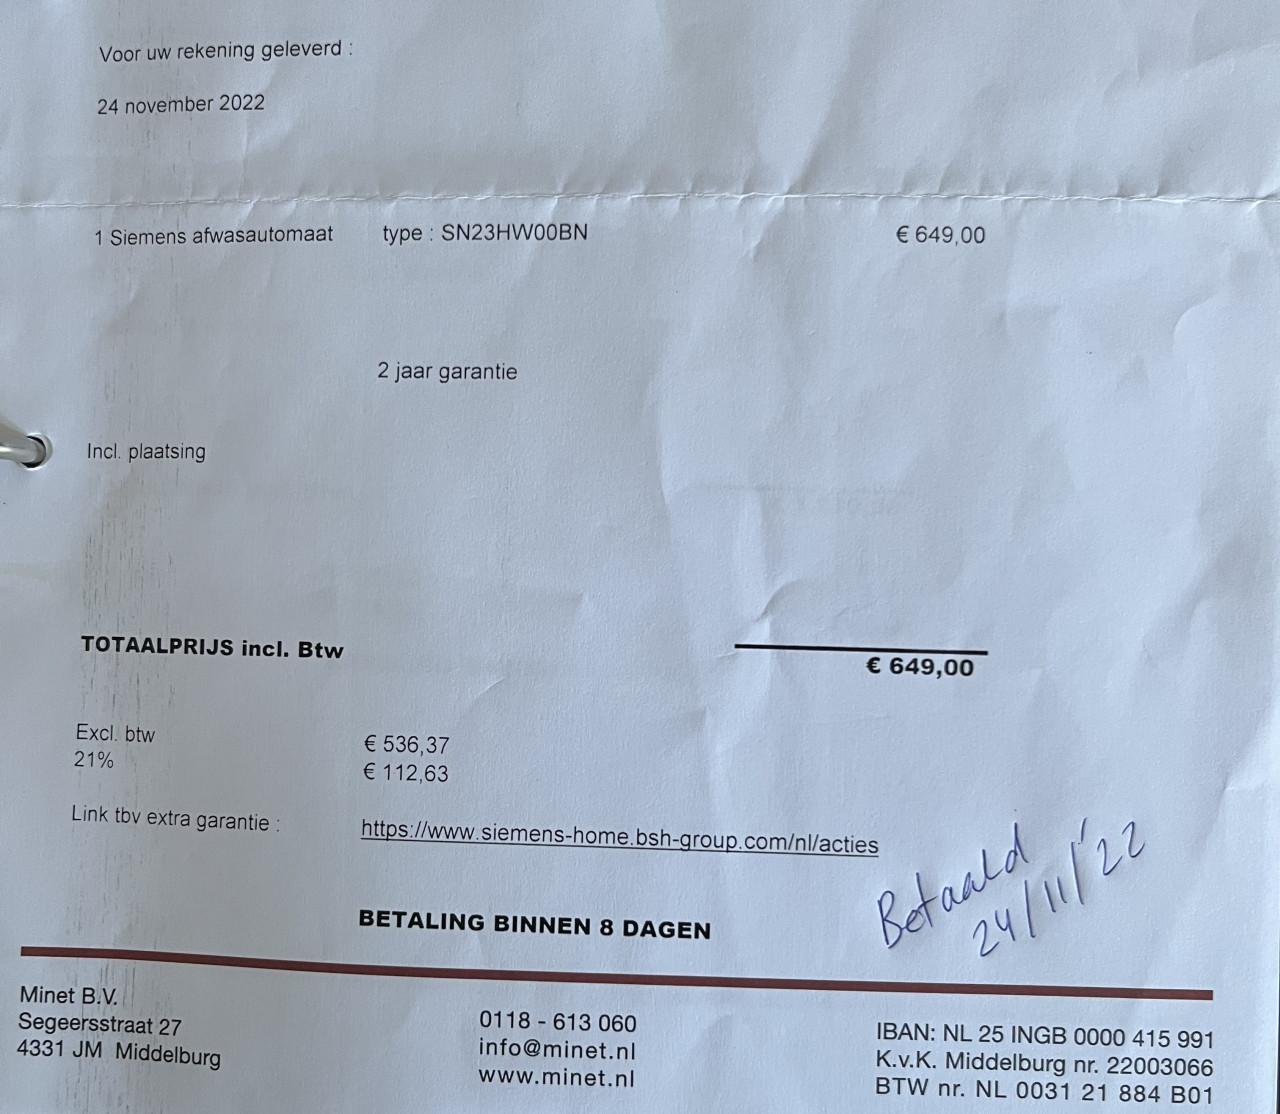 Voor uw rekening geleverd :
24 november 2022
1 Siemens afwasautomaat type : SN23HW00BN € 649,00
2 jaar garantie
Incl. plaatsing
TOTAALPRIJS incl. Btw € 649,00
Excl. btw € 536,37
21% € 112,63
Link tbv extra garantie : https://www.siemens-home.bsh-group.com/nl/acties
Betaald
24/11/'22
BETALING BINNEN 8 DAGEN
Minet B.V.
Segeersstraat 27
4331 JM Middelburg
0118 - 613 060
info@minet.nl
www.minet.nl
IBAN: NL 25 INGB 0000 415 991
K.v.K. Middelburg nr. 22003066
BTW nr. NL 0031 21 884 B01